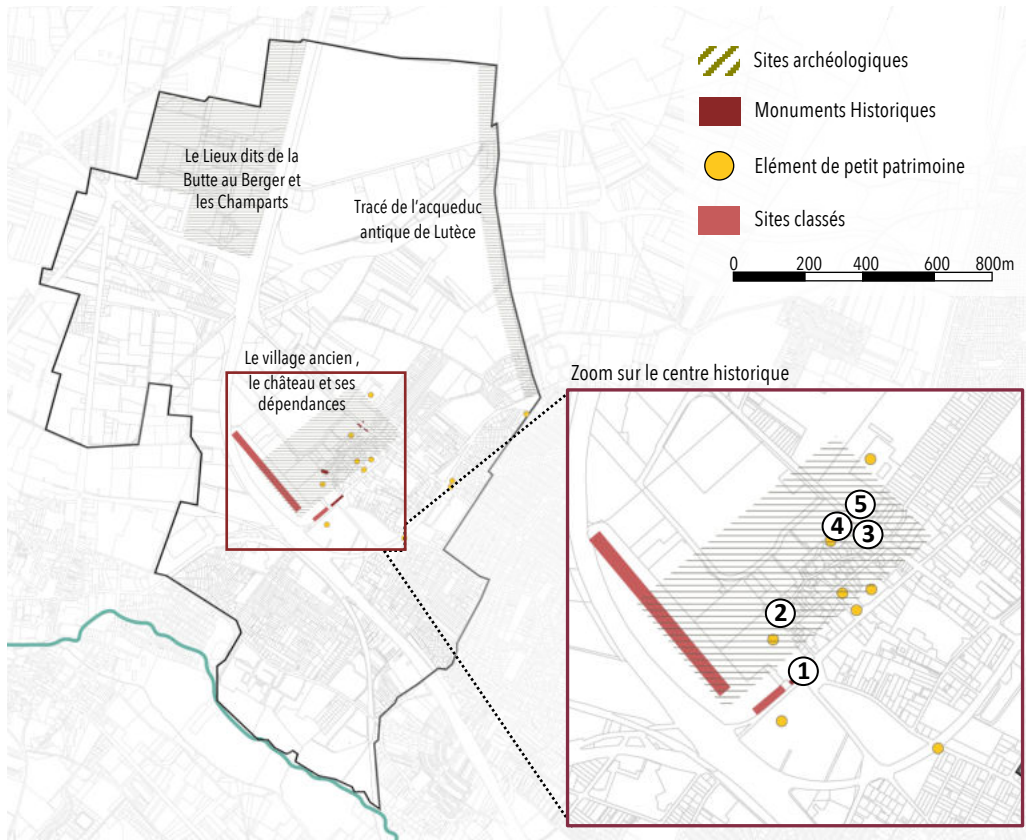 Sites archéologiques
Monuments Historiques
Elément de petit patrimoine
Sites classés
0 200 400 600 800m
Le Lieux dits de la
Butte au Berger et
les Champarts
Tracé de l'acqueduc
antique de Lutèce
Le village ancien ,
le château et ses
dépendances
Zoom sur le centre historique
5
4
3
2
1